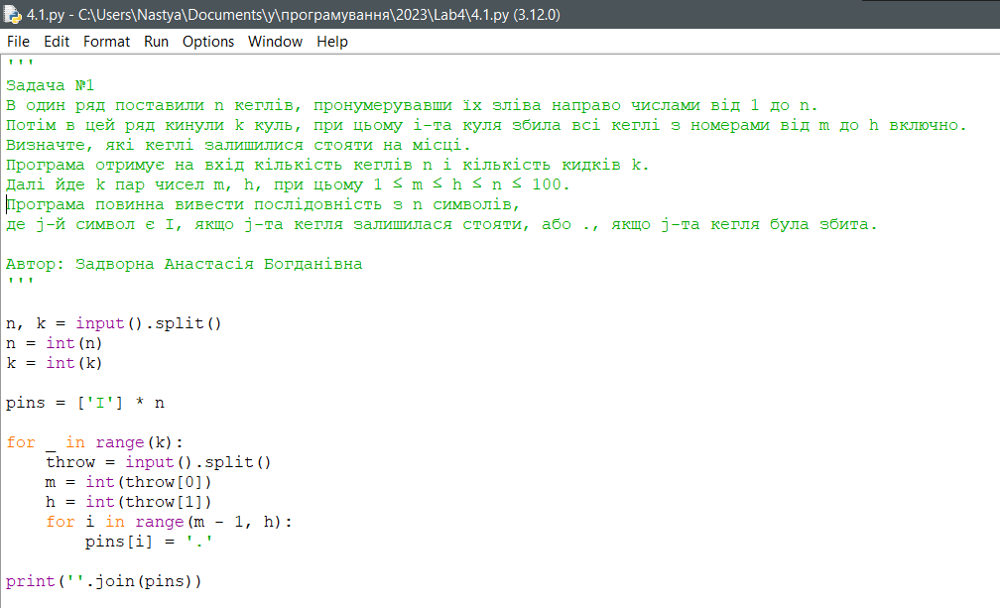 4.1.py - C:\Users\Nastya\Documents\у\програмування\2023\Lab4\4.1.py (3.12.0)
File Edit Format Run Options Window Help
'''
Задача №1
В один ряд поставили n кеглів, пронумерувавши їх зліва направо числами від 1 до n.
Потім в цей ряд кинули k куль, при цьому i-та куля збила всі кеглі з номерами від m до h включно.
Визначте, які кеглі залишилися стояти на місці.
Програма отримує на вхід кількість кеглів n і кількість кидків k.
Далі йде k пар чисел m, h, при цьому 1 ≤ m ≤ h ≤ n ≤ 100.
Програма повинна вивести послідовність з n символів,
де j-й символ є I, якщо j-та кегля залишилася стояти, або ., якщо j-та кегля була збита.
Автор: Задворна Анастасія Богданівна
'''
n, k = input().split()
n = int(n)
k = int(k)
pins = ['I'] * n
for _ in range(k):
    throw = input().split()
    m = int(throw[0])
    h = int(throw[1])
    for i in range(m - 1, h):
        pins[i] = '.'
print(''.join(pins))